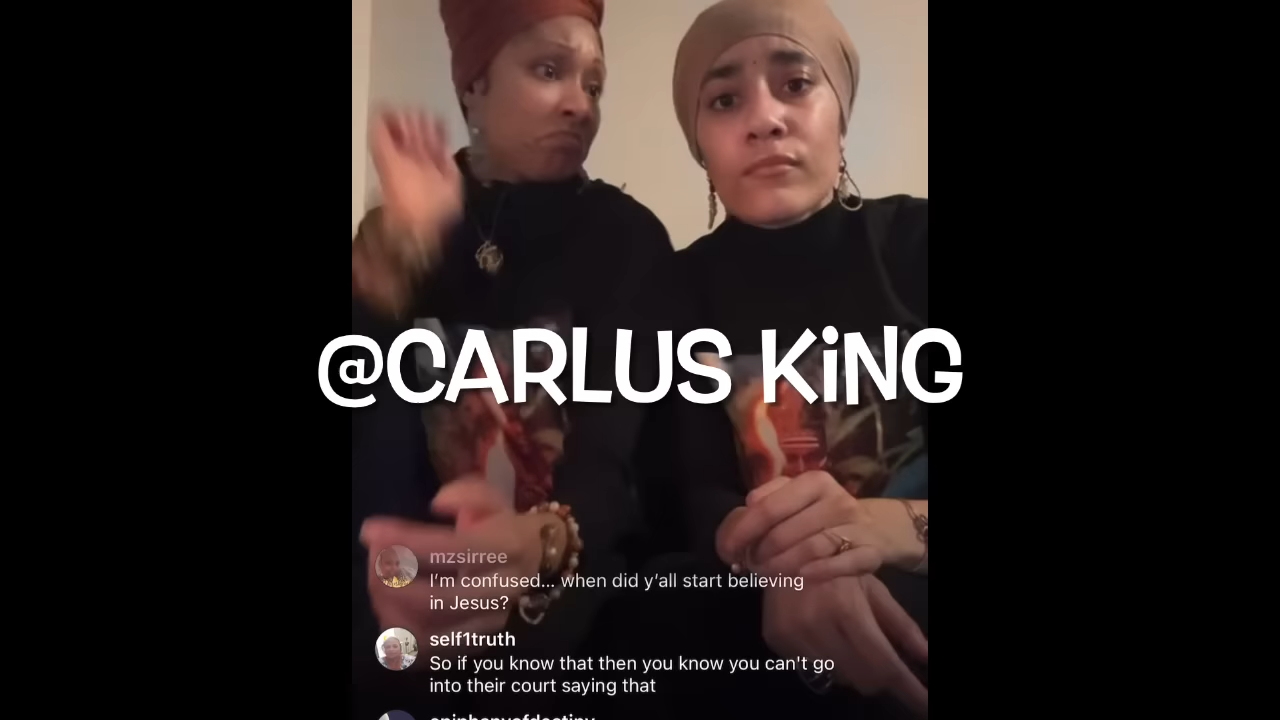 @CARLUS KiNG
mzsirree
I'm confused... when did y'all start believing
in Jesus?
self1truth
So if you know that then you know you can't go
into their court saying that
epiphanyofdestiny